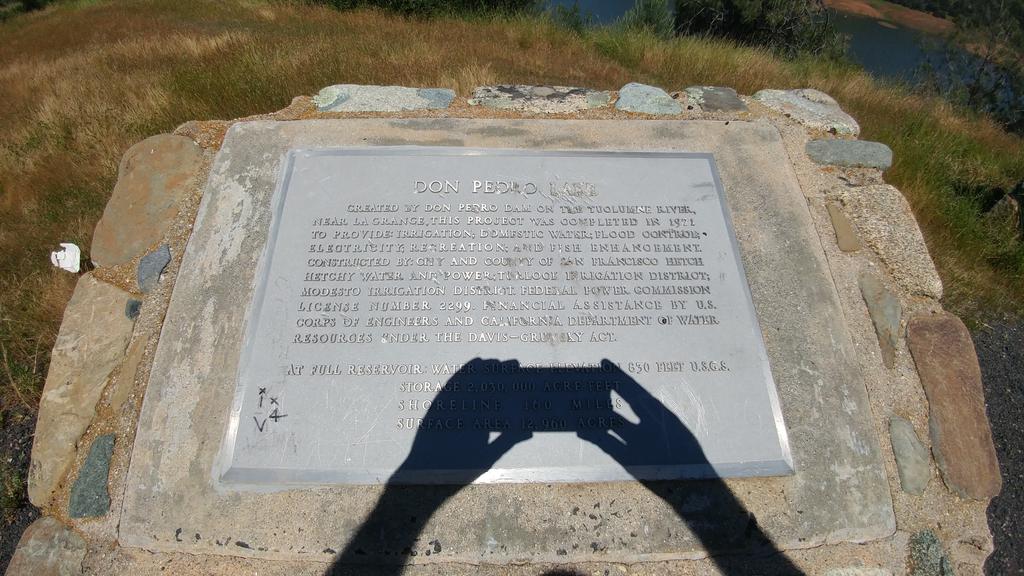 DON PEDRO LAKE
CREATED BY DON PEDRO DAM ON THE TUOLUMNE RIVER,
NEAR LA GRANGE, THIS PROJECT WAS COMPLETED IN 1971
TO PROVIDE IRRIGATION; DOMESTIC WATER; FLOOD CONTROL;
ELECTRICITY; RECREATION; AND FISH ENHANCEMENT.
CONSTRUCTED BY CITY AND COUNTY OF SAN FRANCISCO HETCH
HETCHY WATER AND POWER; TURLOCK IRRIGATION DISTRICT;
MODESTO IRRIGATION DISTRICT. FEDERAL POWER COMMISSION
LICENSE NUMBER 2299. FINANCIAL ASSISTANCE BY U.S.
CORPS OF ENGINEERS AND CALIFORNIA DEPARTMENT OF WATER
RESOURCES UNDER THE DAVIS-GRUNSKY ACT.
AT FULL RESERVOIR: WATER SURFACE ELEVATION 830 FEET U.S.G.S.
STORAGE 2,030,000 ACRE FEET
SHORELINE 160 MILES
SURFACE AREA 12,960 ACRES